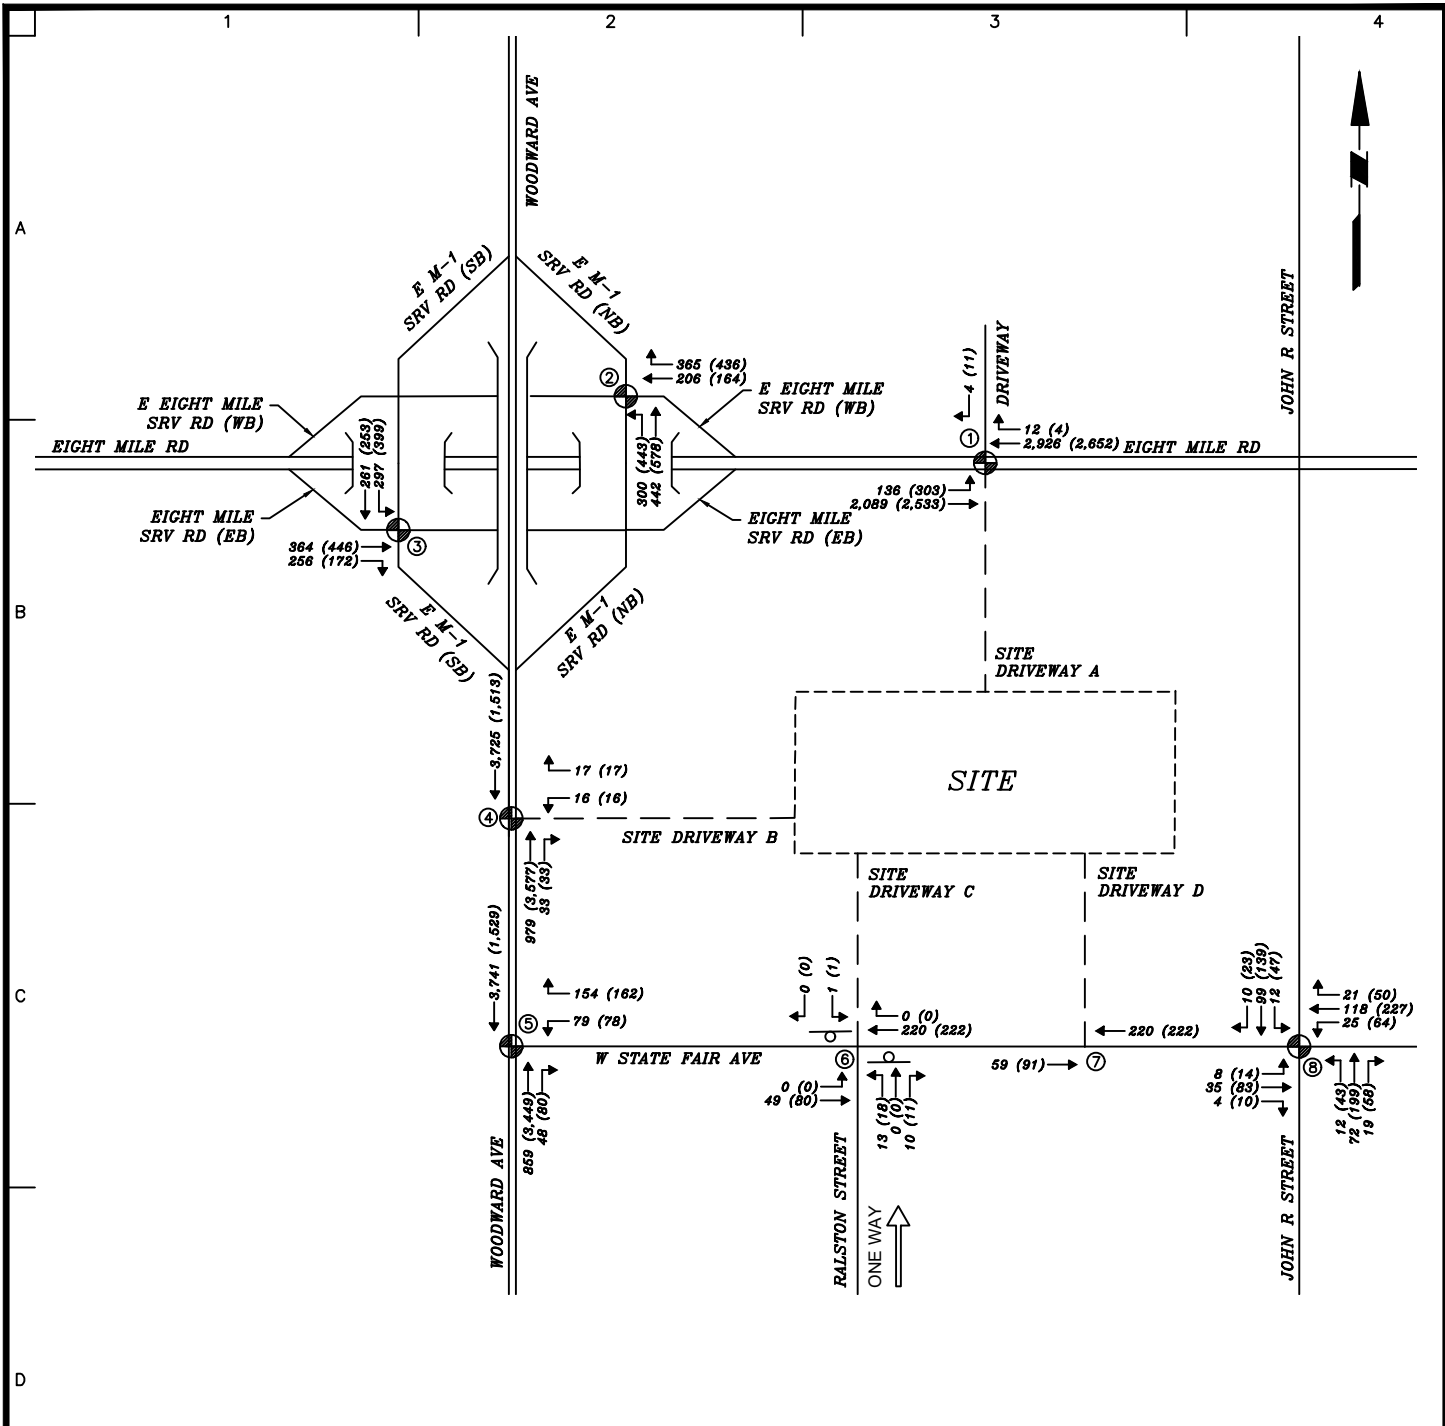 1
2
3
4
A
B
C
D
WOODWARD AVE
E M-1
SRV RD (SB)
E M-1
SRV RD (NB)
JOHN R STREET
DRIVEWAY
4 (11)
2
365 (436)
206 (164)
E EIGHT MILE
SRV RD (WB)
E EIGHT MILE
SRV RD (WB)
EIGHT MILE RD
261 (253)
297 (399)
300 (443)
442 (578)
1
12 (4)
2,926 (2,652)
EIGHT MILE RD
136 (303)
2,089 (2,533)
EIGHT MILE
SRV RD (EB)
EIGHT MILE
SRV RD (EB)
364 (446)
256 (172)
3
E M-1
SRV RD (SB)
E M-1
SRV RD (NB)
SITE
DRIVEWAY A
3,725 (1,513)
17 (17)
16 (16)
SITE
4
SITE DRIVEWAY B
979 (3,577)
33 (33)
SITE
DRIVEWAY C
SITE
DRIVEWAY D
3,741 (1,529)
154 (162)
79 (78)
5
W STATE FAIR AVE
859 (3,449)
48 (80)
WOODWARD AVE
0 (0)
1 (1)
0 (0)
220 (222)
6
0 (0)
49 (80)
13 (18)
0 (0)
10 (11)
RALSTON STREET
ONE WAY
220 (222)
59 (91)
7
10 (23)
99 (139)
12 (47)
21 (50)
118 (227)
25 (64)
8 (14)
35 (83)
4 (10)
8
12 (43)
72 (199)
19 (58)
JOHN R STREET